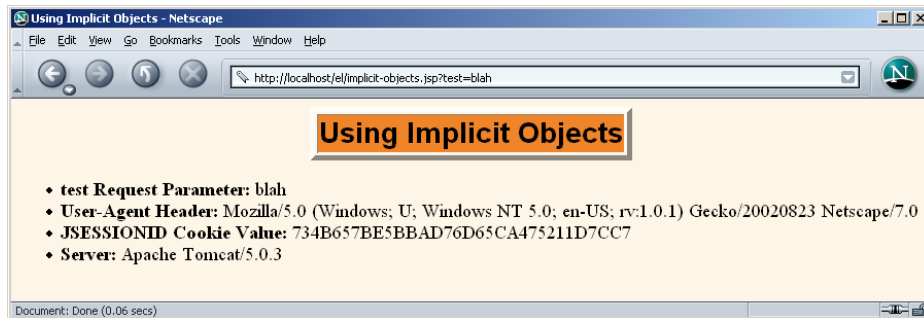 Using Implicit Objects - Netscape
File Edit View Go Bookmarks Tools Window Help
http://localhost/el/implicit-objects.jsp?test=blah
N
Using Implicit Objects
• test Request Parameter: blah
• User-Agent Header: Mozilla/5.0 (Windows; U; Windows NT 5.0; en-US; rv:1.0.1) Gecko/20020823 Netscape/7.0
• JSESSIONID Cookie Value: 734B657BE5BBAD76D65CA475211D7CC7
• Server: Apache Tomcat/5.0.3
Document: Done (0.06 secs)